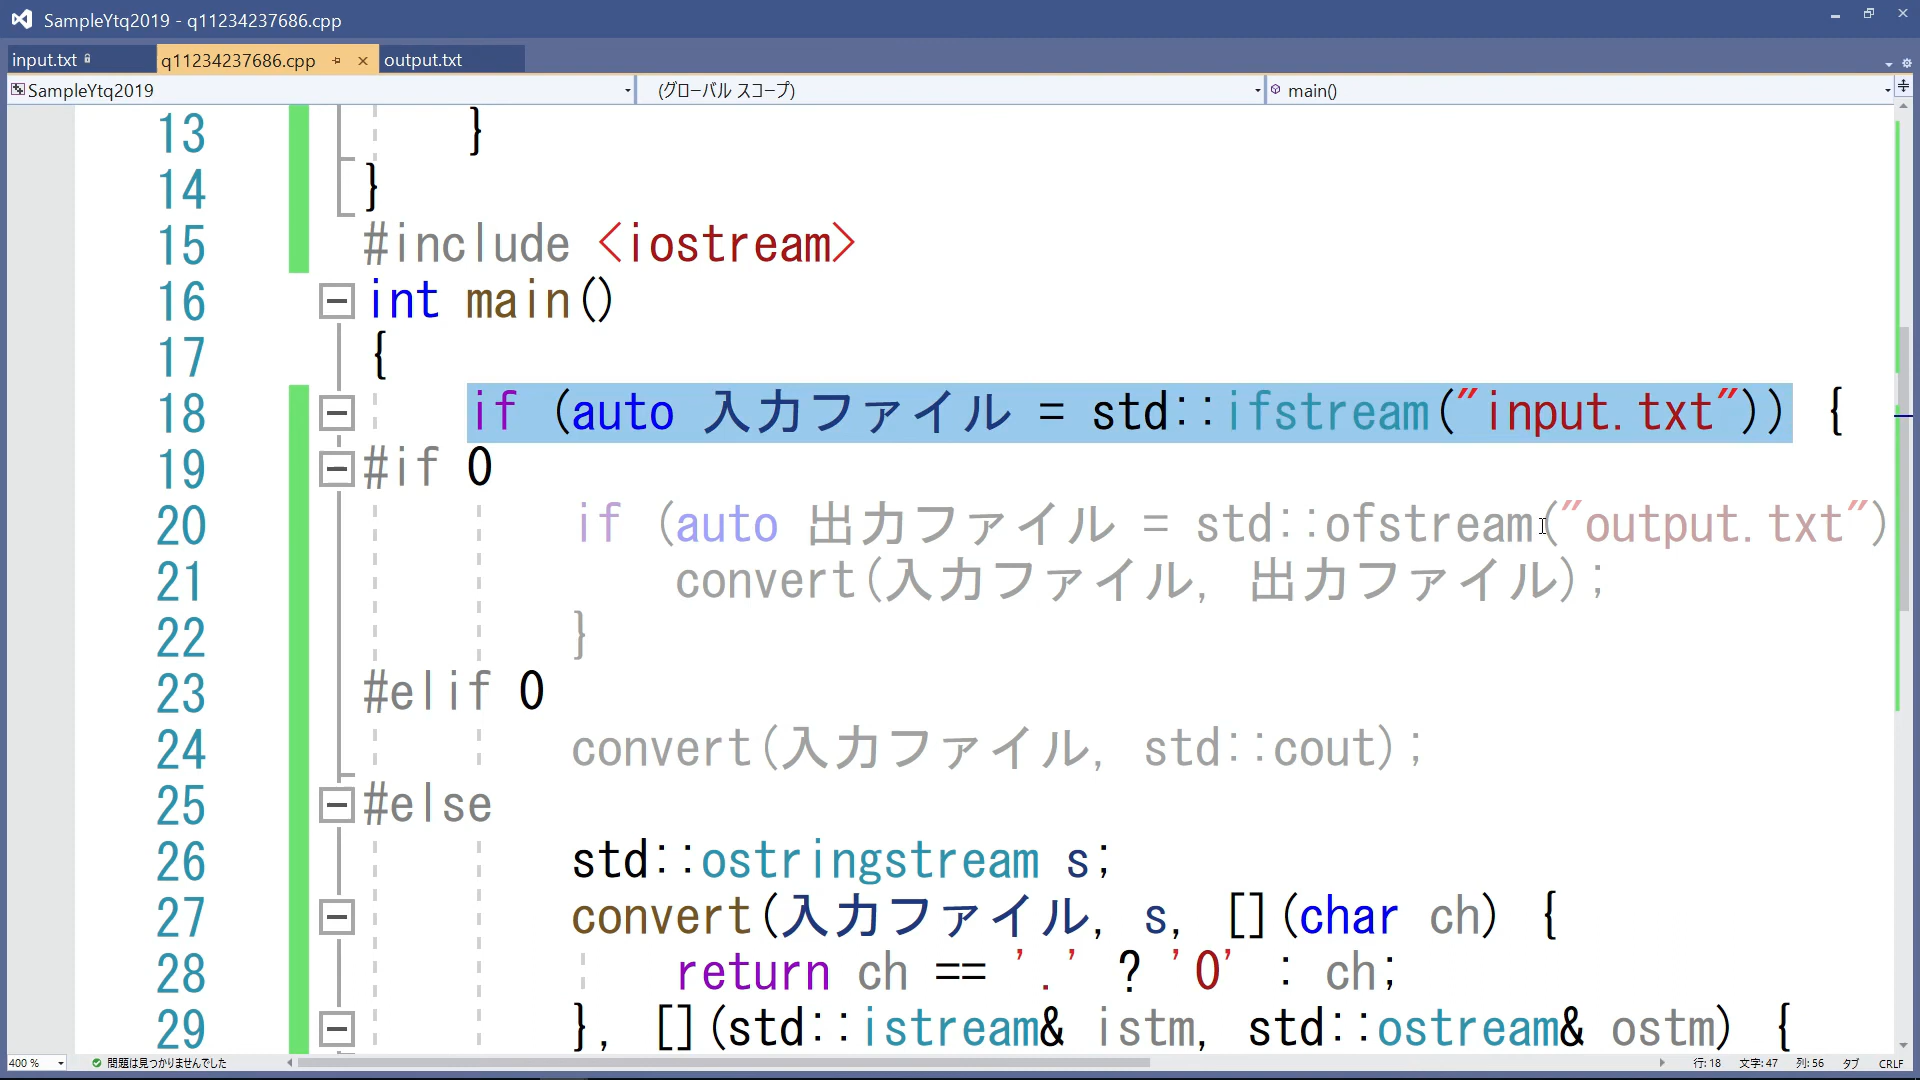 SampleYtq2019 - q11234237686.cpp
input.txt
q11234237686.cpp
output.txt
SampleYtq2019
(グローバル スコープ)
main()
13 }
14 }
15 #include <iostream>
16 int main()
17 {
18 if (auto 入力ファイル = std::ifstream("input.txt")) {
19 #if 0
20 if (auto 出力ファイル = std::ofstream("output.txt")
21 convert(入力ファイル, 出力ファイル);
22 }
23 #elif 0
24 convert(入力ファイル, std::cout);
25 #else
26 std::ostringstream s;
27 convert(入力ファイル, s, [](char ch) {
28 return ch == '.' ? '0' : ch;
29 }, [](std::istream& istm, std::ostream& ostm) {
400 %
問題は見つかりませんでした
行: 18 文字: 47 列: 56 タブ CRLF